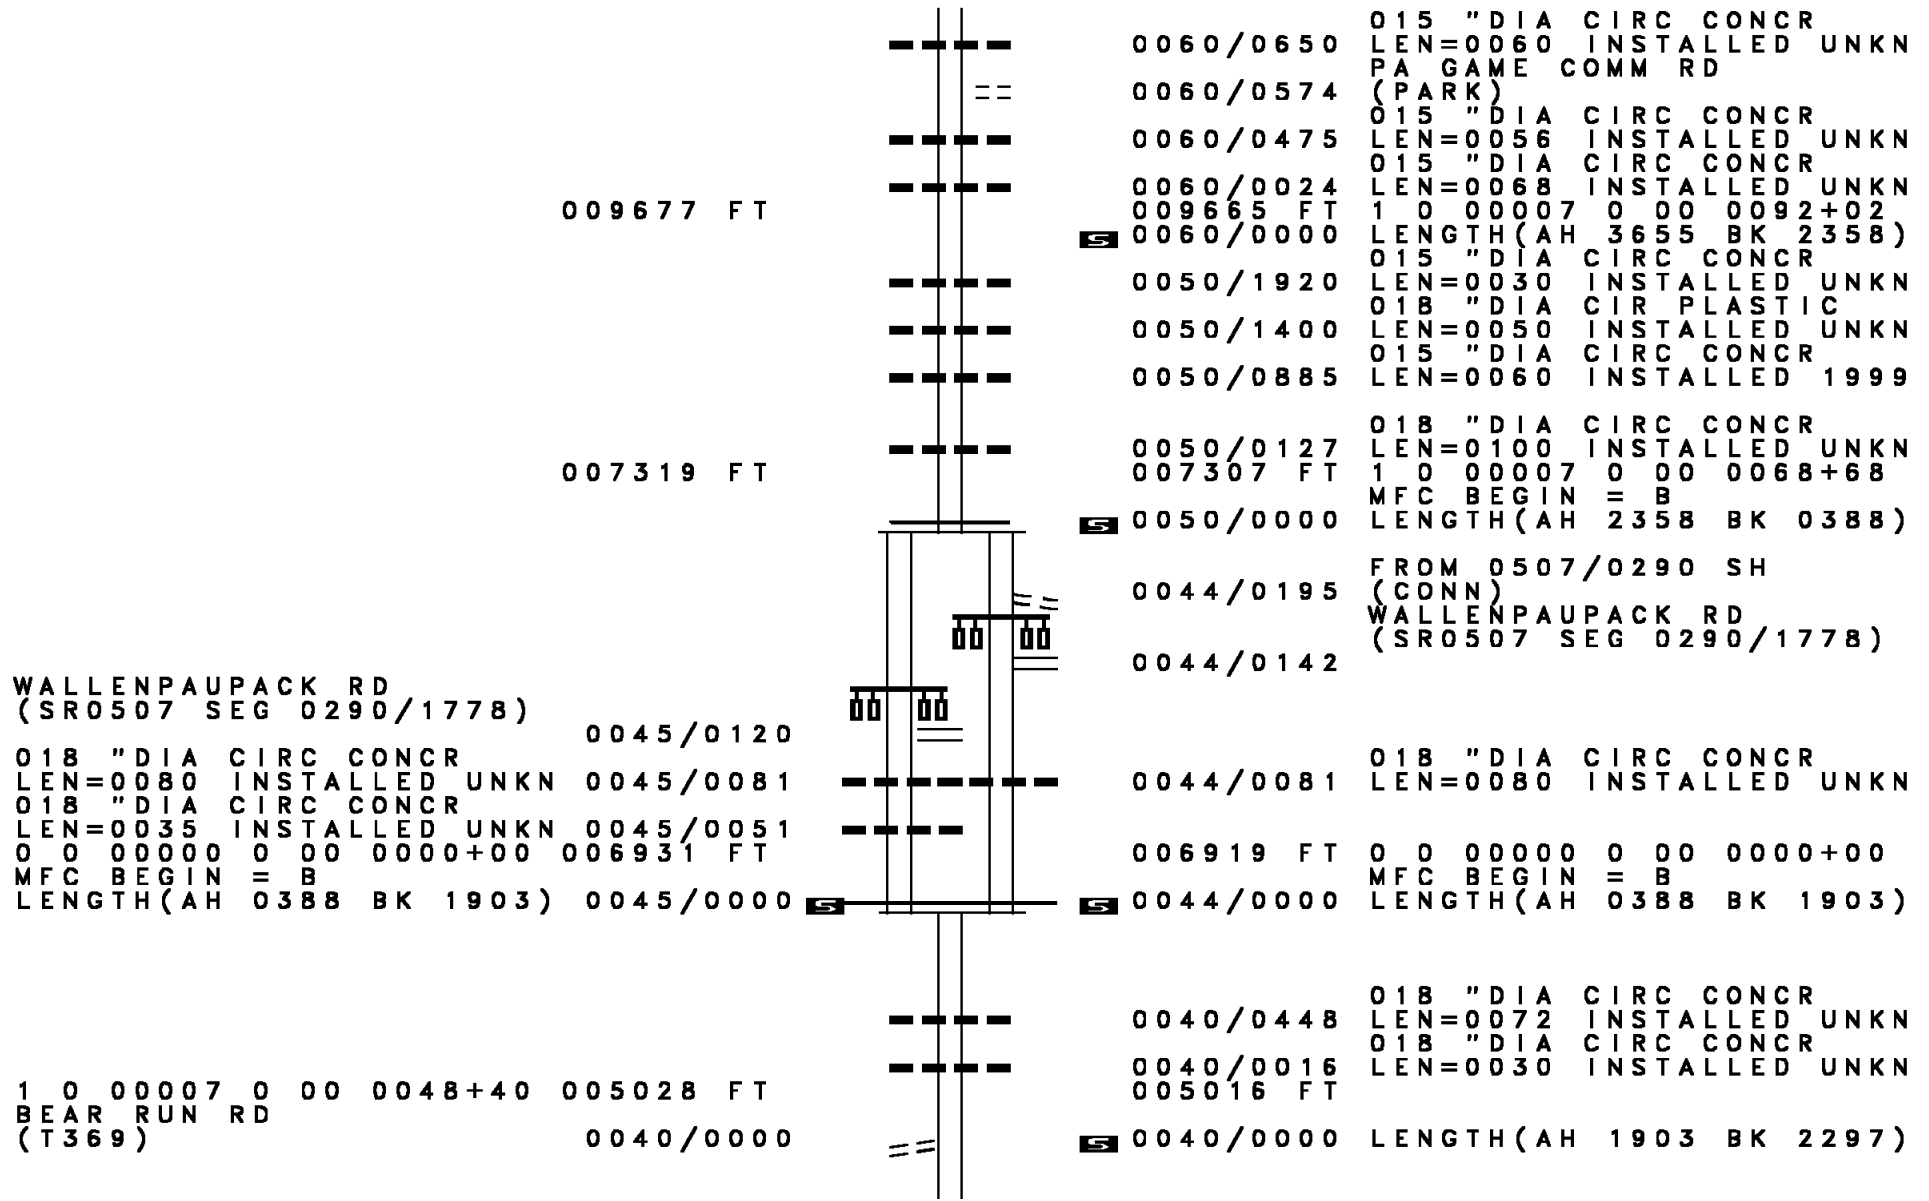 015 "DIA CIRC CONCR
0060/0650 LEN=0060 INSTALLED UNKN
PA GAME COMM RD
0060/0574 (PARK)
015 "DIA CIRC CONCR
0060/0475 LEN=0056 INSTALLED UNKN
015 "DIA CIRC CONCR
0060/0024 LEN=0068 INSTALLED UNKN
009677 FT 009665 FT 1 0 00007 0 00 0092+02
S 0060/0000 LENGTH(AH 3655 BK 2358)
015 "DIA CIRC CONCR
0050/1920 LEN=0030 INSTALLED UNKN
018 "DIA CIR PLASTIC
0050/1400 LEN=0050 INSTALLED UNKN
015 "DIA CIRC CONCR
0050/0885 LEN=0060 INSTALLED 1999
018 "DIA CIRC CONCR
0050/0127 LEN=0100 INSTALLED UNKN
007319 FT 007307 FT 1 0 00007 0 00 0068+68
MFC BEGIN = B
S 0050/0000 LENGTH(AH 2358 BK 0388)
FROM 0507/0290 SH
0044/0195 (CONN)
WALLENPAUPACK RD
(SR0507 SEG 0290/1778)
0044/0142
WALLENPAUPACK RD
(SR0507 SEG 0290/1778)
0045/0120
018 "DIA CIRC CONCR 018 "DIA CIRC CONCR
LEN=0080 INSTALLED UNKN 0045/0081 0044/0081 LEN=0080 INSTALLED UNKN
018 "DIA CIRC CONCR
LEN=0035 INSTALLED UNKN 0045/0051
0 0 00000 0 00 0000+00 006931 FT 006919 FT 0 0 00000 0 00 0000+00
MFC BEGIN = B MFC BEGIN = B
LENGTH(AH 0388 BK 1903) 0045/0000 S S 0044/0000 LENGTH(AH 0388 BK 1903)
018 "DIA CIRC CONCR
0040/0448 LEN=0072 INSTALLED UNKN
018 "DIA CIRC CONCR
0040/0016 LEN=0030 INSTALLED UNKN
1 0 00007 0 00 0048+40 005028 FT 005016 FT
BEAR RUN RD
(T369) 0040/0000 S 0040/0000 LENGTH(AH 1903 BK 2297)